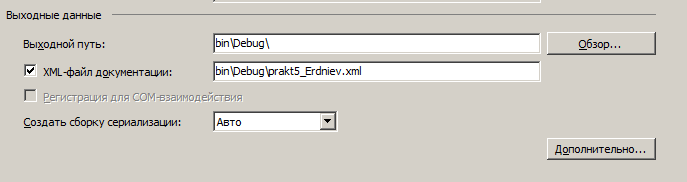 Выходные данные
Выходной путь: bin\Debug\ Обзор...
XML-файл документации: bin\Debug\prakt5_Erdniev.xml
Регистрация для COM-взаимодействия
Создать сборку сериализации: Авто
Дополнительно...